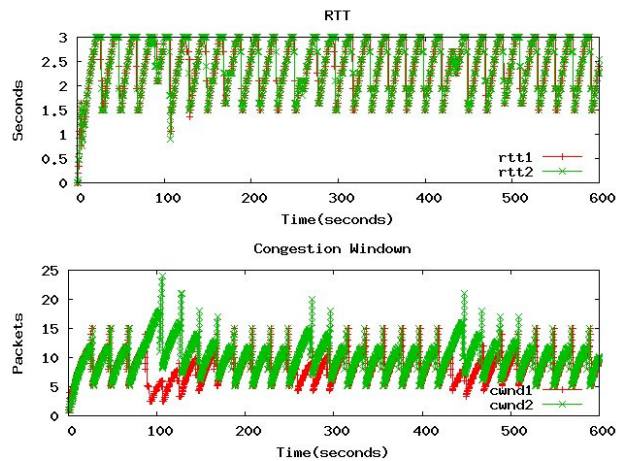 RTT
3
2.5
2
1.5
1
0.5
0
Seconds
rtt1
rtt2
0 100 200 300 400 500 600
Time(seconds)
Congestion Windown
25
20
15
10
5
0
Packets
cwnd1
cwnd2
0 100 200 300 400 500 600
Time(seconds)